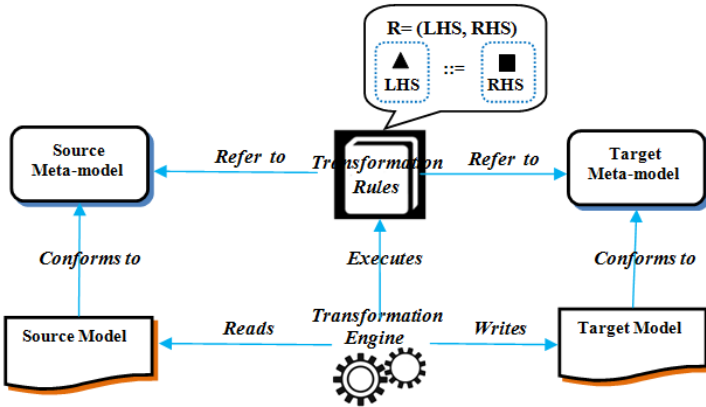 R= (LHS, RHS)
::=
LHS RHS
Source
Meta-model
Refer to
Transformation
Rules
Refer to
Target
Meta-model
Conforms to
Executes
Conforms to
Source Model
Reads
Transformation
Engine
Writes
Target Model